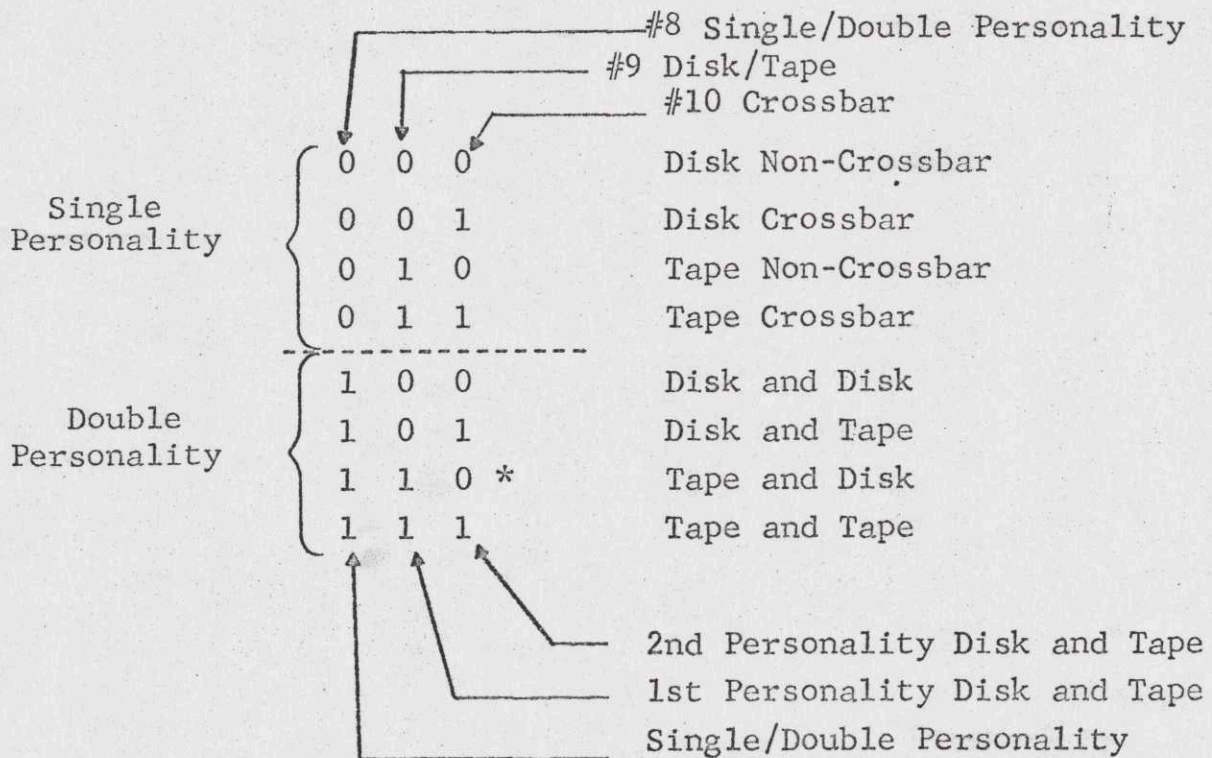 #8 Single/Double Personality
#9 Disk/Tape
#10 Crossbar
0 0 0 Disk Non-Crossbar
Single
Personality
0 0 1 Disk Crossbar
0 1 0 Tape Non-Crossbar
0 1 1 Tape Crossbar
1 0 0 Disk and Disk
Double
Personality
1 0 1 Disk and Tape
1 1 0 * Tape and Disk
1 1 1 Tape and Tape
2nd Personality Disk and Tape
1st Personality Disk and Tape
Single/Double Personality